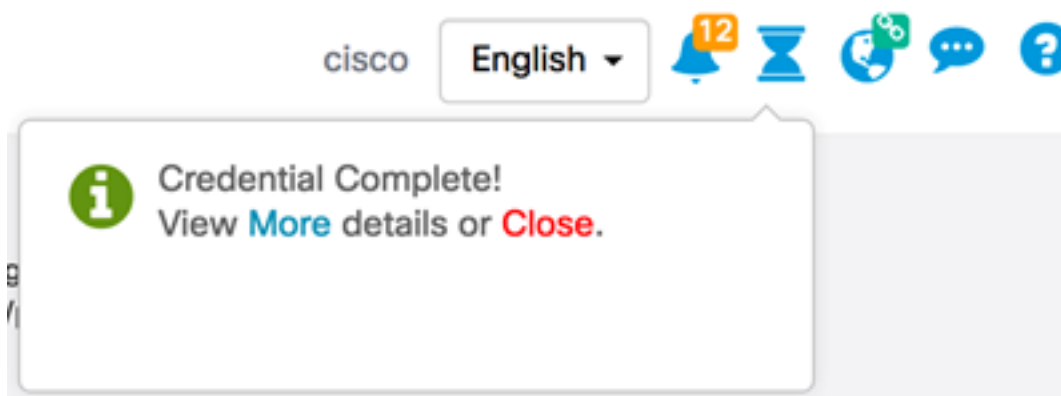 cisco English 12
Credential Complete!
View More details or Close.
g